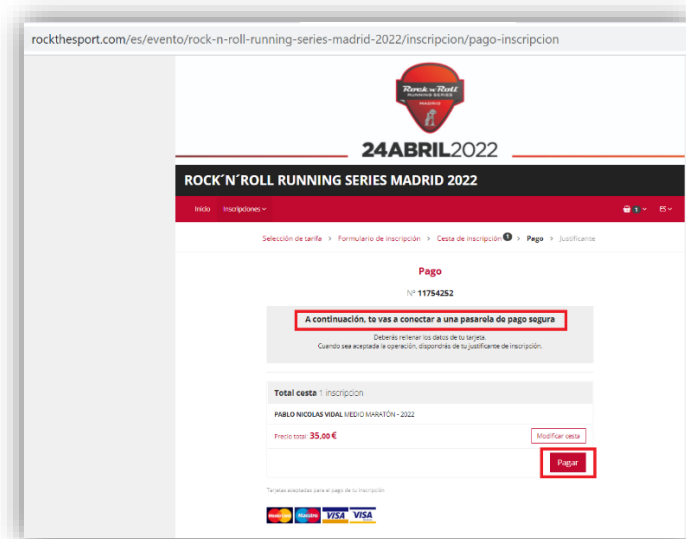 rockthesport.com/es/evento/rock-n-roll-running-series-madrid-2022/inscripcion/pago-inscripcion
Rock 'n' Roll
RUNNING SERIES
MADRID
24ABRIL2022
ROCK´N´ROLL RUNNING SERIES MADRID 2022
Inicio Inscripciones 1 ES
Selección de tarifa > Formulario de inscripción > Cesta de inscripción 1 > Pago > Justificante
Pago
Nº 11754252
A continuación, te vas a conectar a una pasarela de pago segura
Deberás rellenar los datos de tu tarjeta.
Cuando sea aceptada la operación, dispondrás de tu justificante de inscripción.
Total cesta 1 inscripcion
PABLO NICOLAS VIDAL MEDIO MARATÓN - 2022
Precio total: 35,00 € Modificar cesta
Pagar
Tarjetas aceptadas para el pago de tu inscripción
MasterCard Maestro VISA VISA